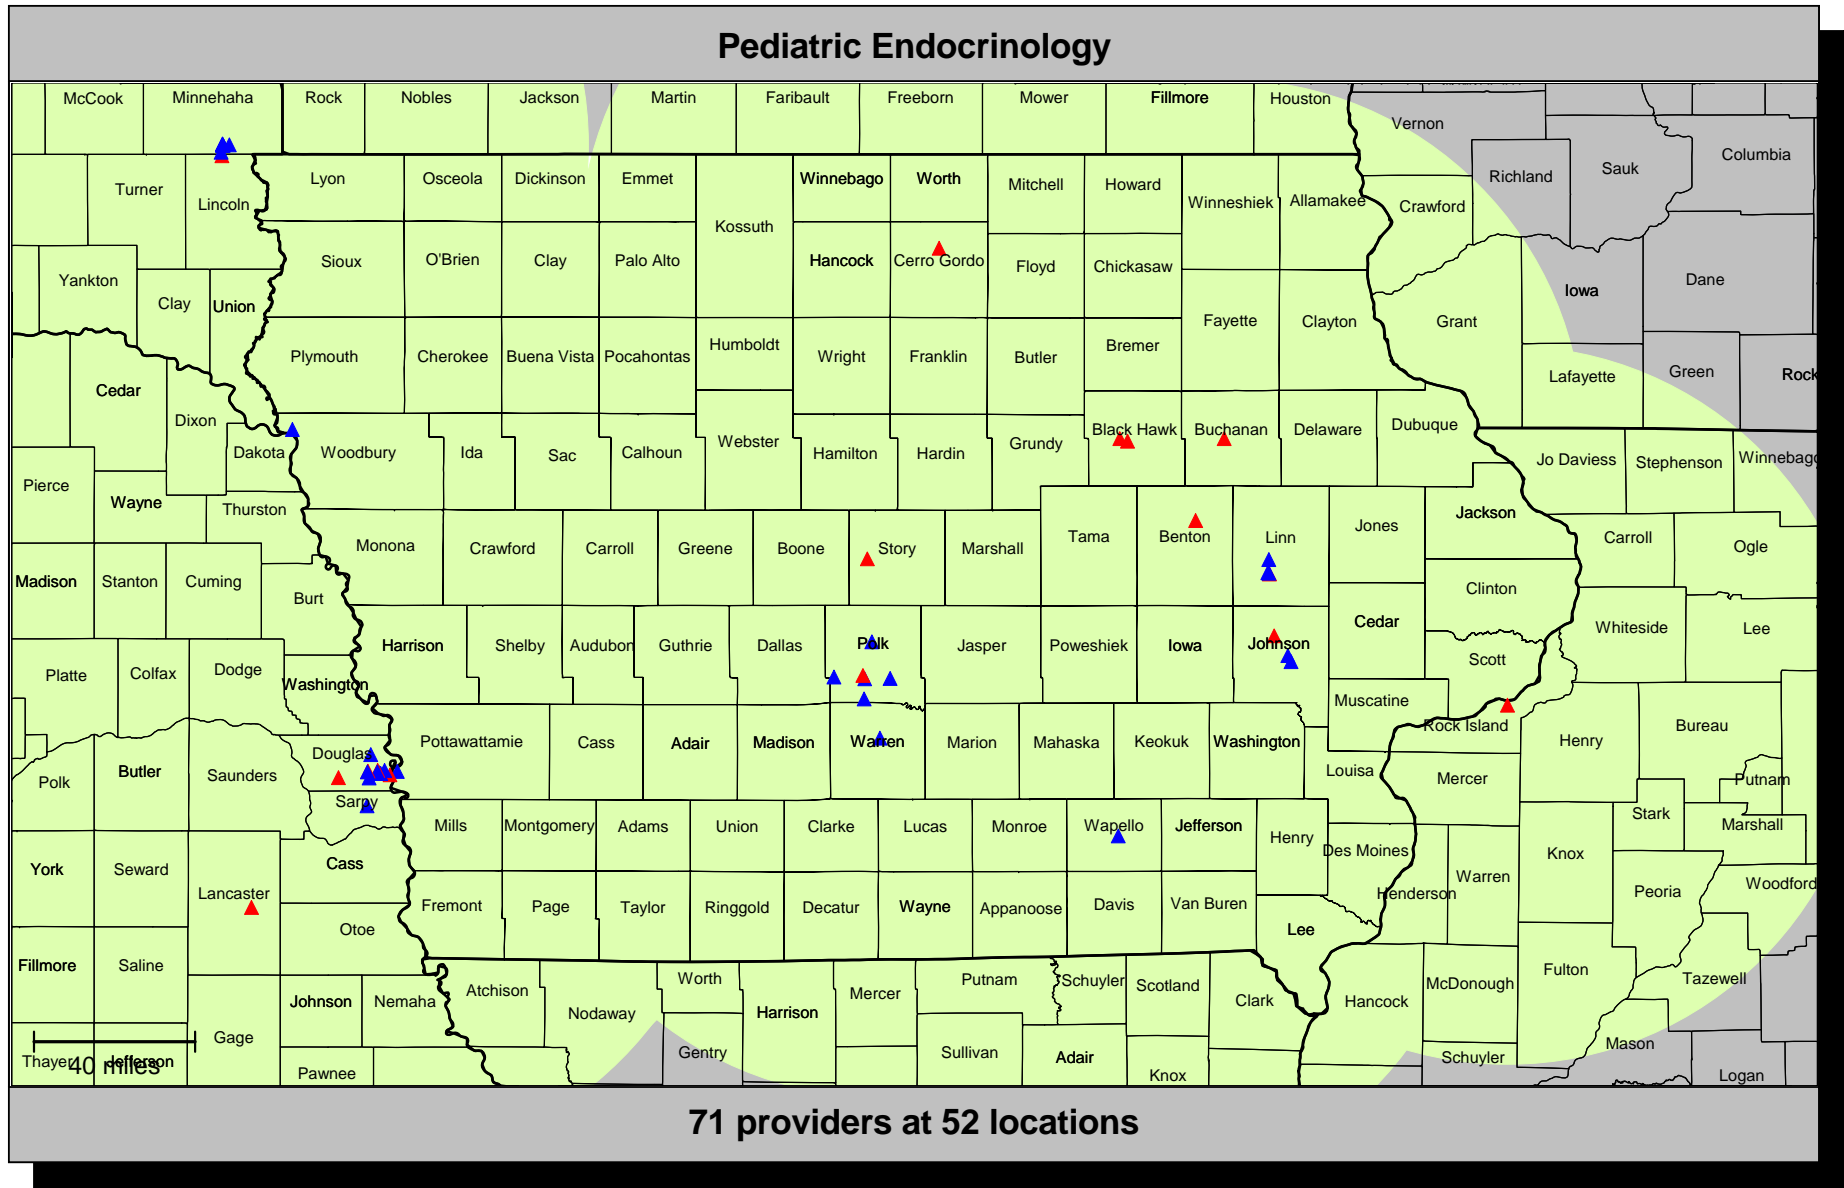 Pediatric Endocrinology
McCook Minnehaha Rock Nobles Jackson Martin Faribault Freeborn Mower Fillmore Houston
Vernon Richland Sauk Columbia
Turner Lincoln Lyon Osceola Dickinson Emmet Kossuth Winnebago Worth Mitchell Howard Winneshiek Allamakee Crawford
Yankton Clay Union Sioux O'Brien Clay Palo Alto Hancock Cerro Gordo Floyd Chickasaw Iowa Dane
Plymouth Cherokee Buena Vista Pocahontas Humboldt Wright Franklin Butler Bremer Fayette Clayton Grant
Lafayette Green Rock
Cedar Dixon Dakota Woodbury Ida Sac Calhoun Webster Hamilton Hardin Grundy Black Hawk Buchanan Delaware Dubuque
Jo Daviess Stephenson Winnebago
Pierce Wayne Thurston Monona Crawford Carroll Greene Boone Story Marshall Tama Benton Linn Jones Jackson Carroll Ogle
Madison Stanton Cuming Burt Clinton
Harrison Shelby Audubon Guthrie Dallas Polk Jasper Poweshiek Iowa Johnson Cedar Scott Whiteside Lee
Platte Colfax Dodge Washington Muscatine Rock Island Bureau
Polk Butler Saunders Douglas Pottawattamie Cass Adair Madison Warren Marion Mahaska Keokuk Washington Louisa Mercer Henry Putnam
Sarpy Mills Montgomery Adams Union Clarke Lucas Monroe Wapello Jefferson Henry Des Moines Stark Marshall
York Seward Lancaster Cass Fremont Page Taylor Ringgold Decatur Wayne Appanoose Davis Van Buren Lee Henderson Warren Knox Peoria Woodford
Otoe
Fillmore Saline Johnson Nemaha Atchison Nodaway Worth Harrison Mercer Putnam Schuyler Scotland Clark Hancock McDonough Fulton Tazewell
Gage Gentry Sullivan Adair Knox Schuyler Mason
Thayer Jefferson Pawnee Logan
40 miles
71 providers at 52 locations